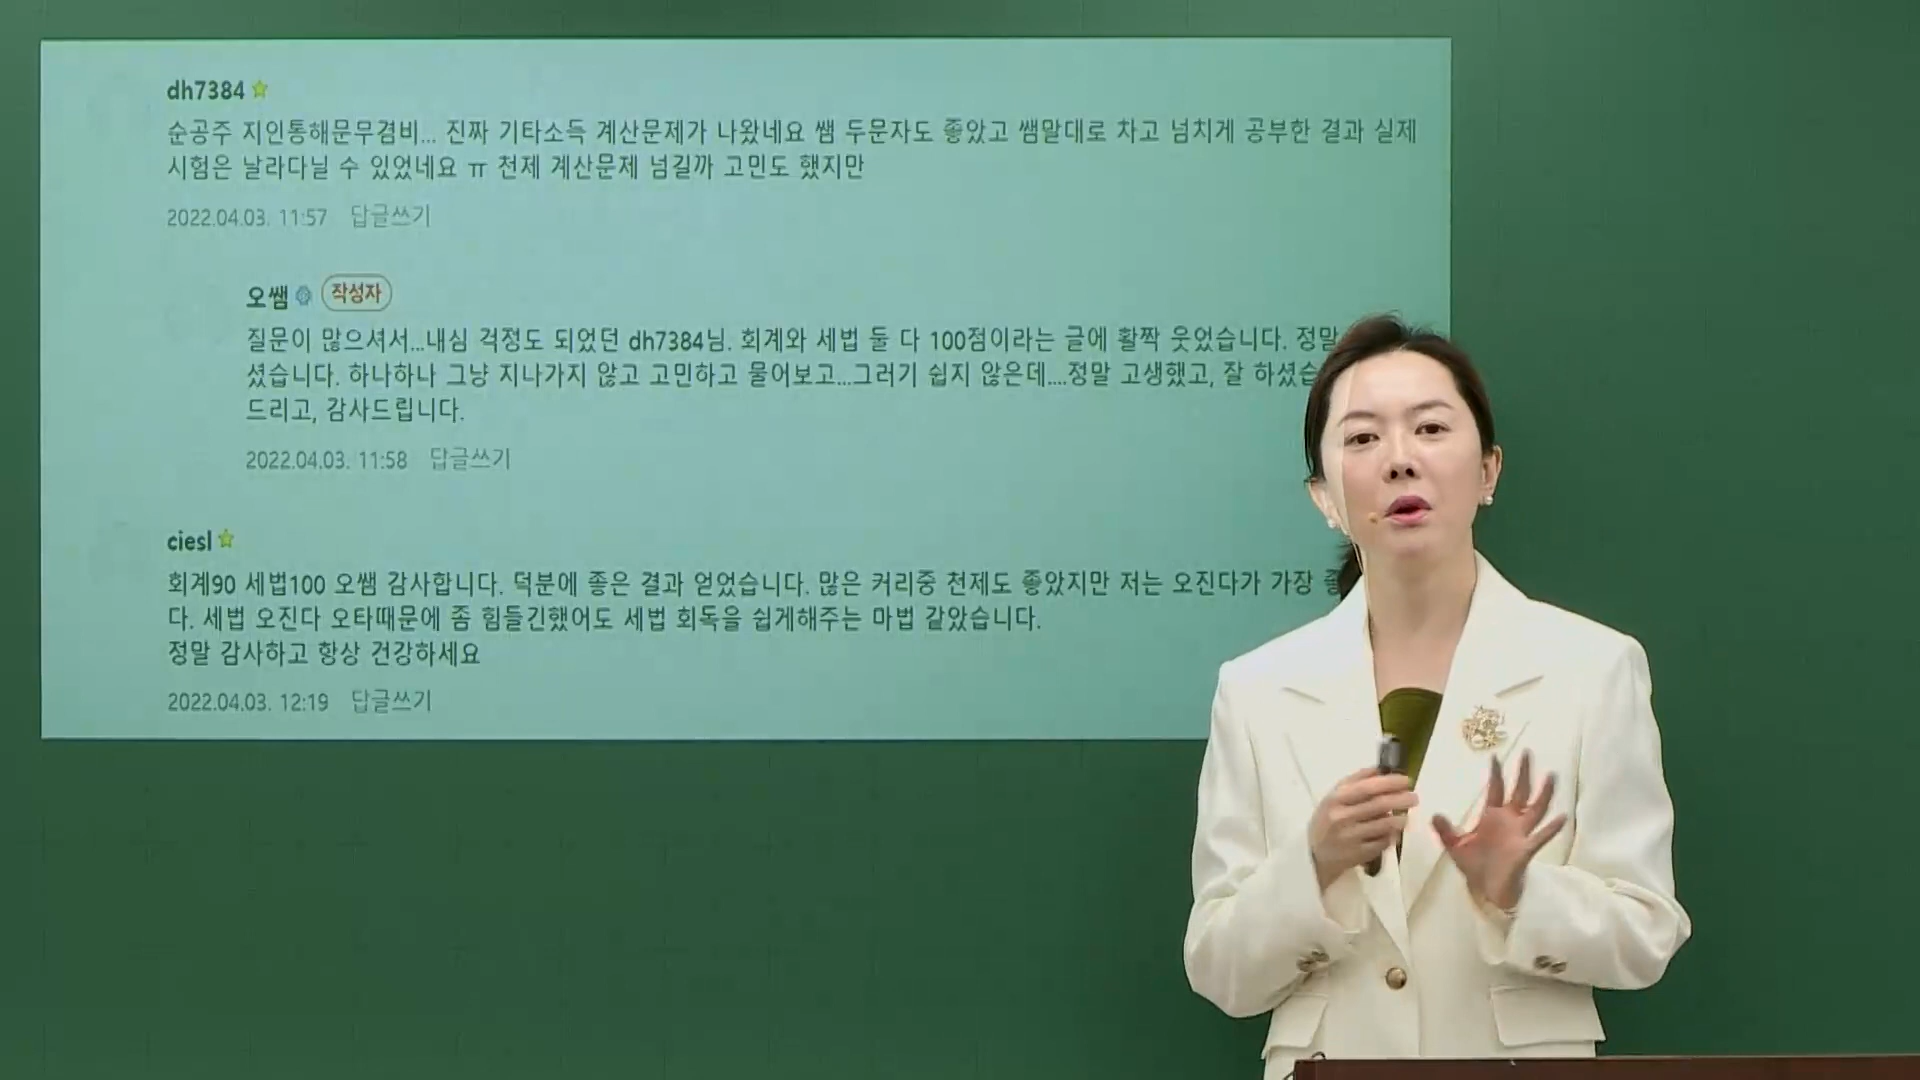 dh7384
순공주 지인통해문무겸비... 진짜 기타소득 계산문제가 나왔네요 쌤 두문자도 좋았고 쌤말대로 차고 넘치게 공부한 결과 실제
시험은 날라다닐 수 있었네요 ㅠ 천제 계산문제 넘길까 고민도 했지만
2022.04.03. 11:57 답글쓰기
오쌤 작성자
질문이 많으셔서...내심 걱정도 되었던 dh7384님. 회계와 세법 둘 다 100점이라는 글에 활짝 웃었습니다. 정말
셨습니다. 하나하나 그냥 지나가지 않고 고민하고 물어보고...그러기 쉽지 않은데....정말 고생했고, 잘 하셨습
드리고, 감사드립니다.
2022.04.03. 11:58 답글쓰기
ciesl
회계90 세법100 오쌤 감사합니다. 덕분에 좋은 결과 얻었습니다. 많은 커리중 천제도 좋았지만 저는 오진다가 가장
다. 세법 오진다 오타때문에 좀 힘들긴했어도 세법 회독을 쉽게해주는 마법 같았습니다.
정말 감사하고 항상 건강하세요
2022.04.03. 12:19 답글쓰기